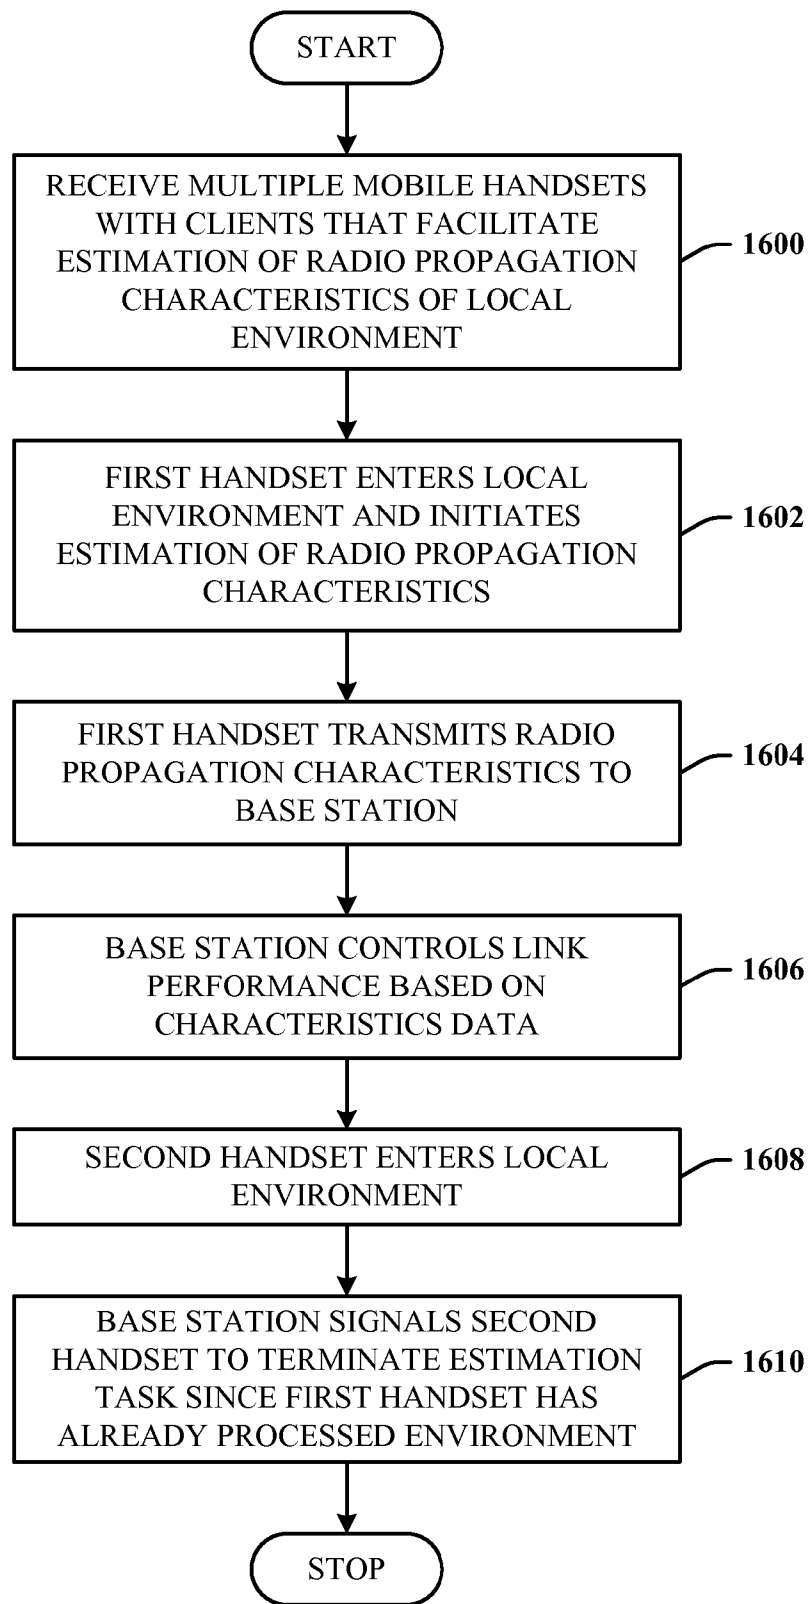 START
RECEIVE MULTIPLE MOBILE HANDSETS
WITH CLIENTS THAT FACILITATE
ESTIMATION OF RADIO PROPAGATION
CHARACTERISTICS OF LOCAL
ENVIRONMENT
1600
FIRST HANDSET ENTERS LOCAL
ENVIRONMENT AND INITIATES
ESTIMATION OF RADIO PROPAGATION
CHARACTERISTICS
1602
FIRST HANDSET TRANSMITS RADIO
PROPAGATION CHARACTERISTICS TO
BASE STATION
1604
BASE STATION CONTROLS LINK
PERFORMANCE BASED ON
CHARACTERISTICS DATA
1606
SECOND HANDSET ENTERS LOCAL
ENVIRONMENT
1608
BASE STATION SIGNALS SECOND
HANDSET TO TERMINATE ESTIMATION
TASK SINCE FIRST HANDSET HAS
ALREADY PROCESSED ENVIRONMENT
1610
STOP